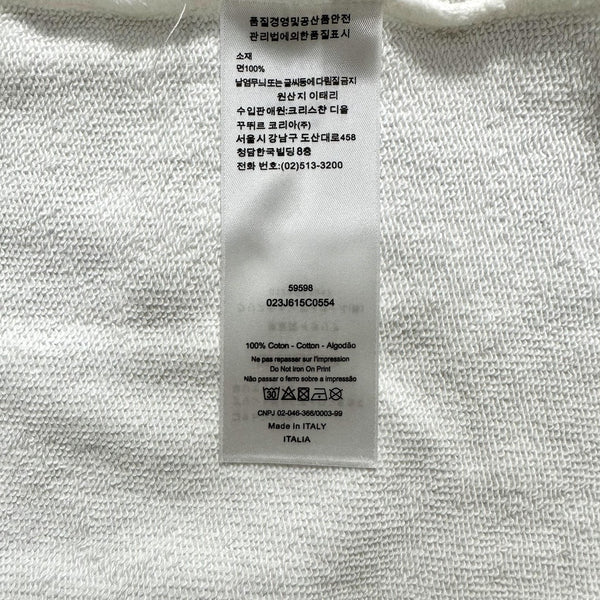 품질경영및공산품안전
관리법에의한품질표시
소재
면100%
날염무늬또는글씨등에다림질금지
원산지 이태리
수입판매원:크리스챤 디올
꾸뛰르 코리아(주)
서울시 강남구 도산대로458
청담한국빌딩 8층
전화 번호:(02)513-3200
59598
023J615C0554
100% Coton - Cotton - Algodão
Ne pas repasser sur l'impression
Do Not Iron On Print
Não passar o ferro sobre a impressão
30
CNPJ 02-046-366/0003-99
Made in ITALY
ITALIA